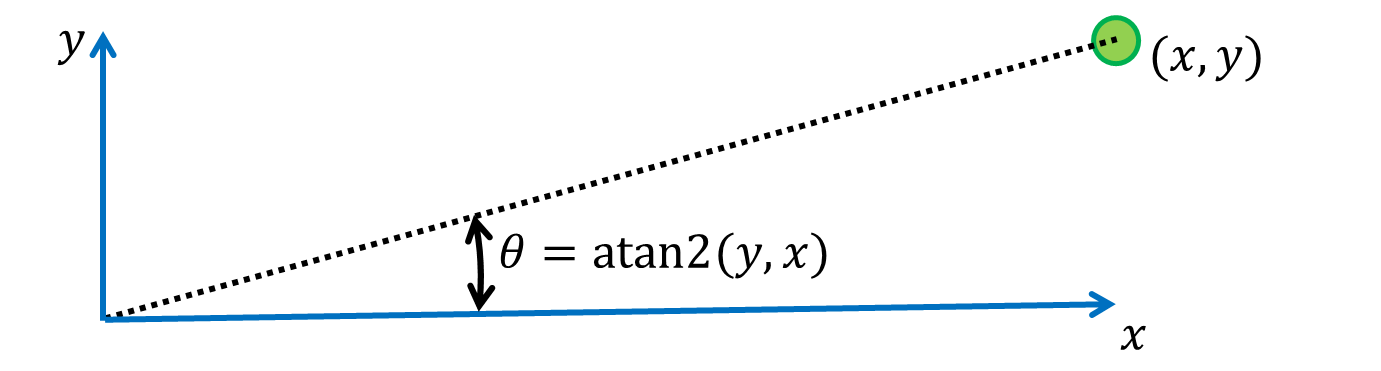 y
(x, y)
θ = atan2(y, x)
x